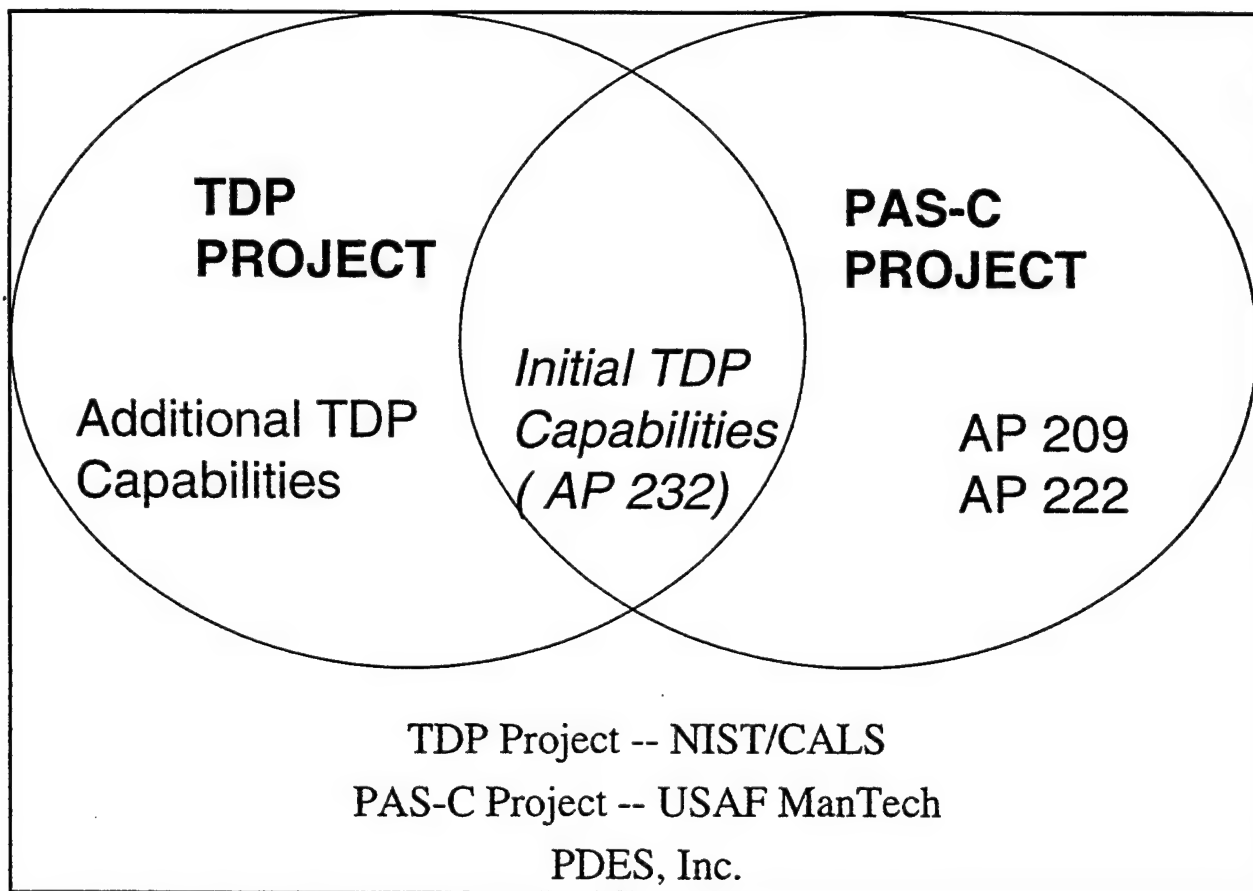 TDP
PROJECT
Additional TDP
Capabilities
Initial TDP
Capabilities
( AP 232)
PAS-C
PROJECT
AP 209
AP 222
TDP Project -- NIST/CALS
PAS-C Project -- USAF ManTech
PDES, Inc.